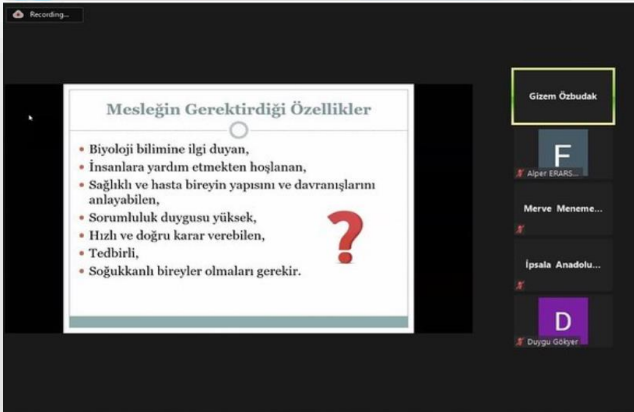 Recording...
Mesleğin Gerektirdiği Özellikler
Biyoloji bilimine ilgi duyan,
İnsanlara yardım etmekten hoşlanan,
Sağlıklı ve hasta bireyin yapısını ve davranışlarını
anlayabilen,
Sorumluluk duygusu yüksek,
Hızlı ve doğru karar verebilen,
Tedbirli,
Soğukkanlı bireyler olmaları gerekir.
?
Gizem Özbudak
E
Alper ERARS...
Merve Meneme...
İpsala Anadolu...
D
Duygu Gökyer